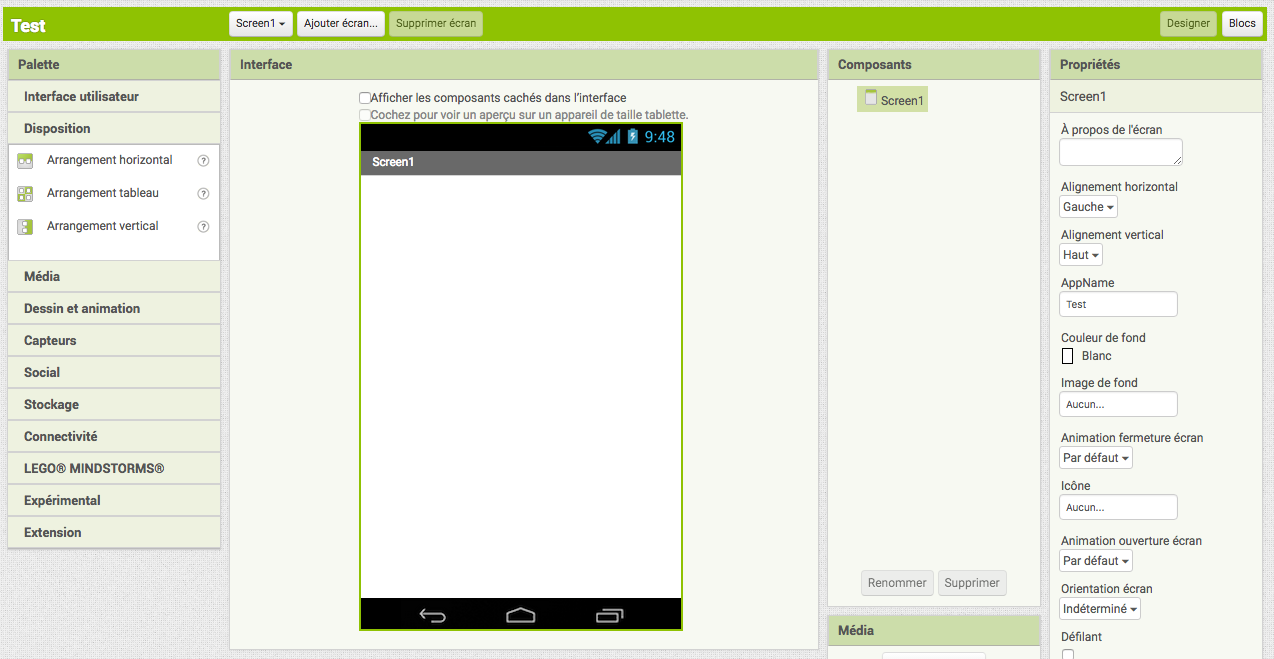 Test
Screen1
Ajouter écran...
Supprimer écran
Designer
Blocs
Palette
Interface utilisateur
Disposition
Arrangement horizontal
?
Arrangement tableau
?
Arrangement vertical
?
Média
Dessin et animation
Capteurs
Social
Stockage
Connectivité
LEGO® MINDSTORMS®
Expérimental
Extension
Interface
Afficher les composants cachés dans l'interface
Cochez pour voir un aperçu sur un appareil de taille tablette.
9:48
Screen1
Composants
Screen1
Renommer
Supprimer
Média
Propriétés
Screen1
À propos de l'écran
Alignement horizontal
Gauche
Alignement vertical
Haut
AppName
Test
Couleur de fond
Blanc
Image de fond
Aucun...
Animation fermeture écran
Par défaut
Icône
Aucun...
Animation ouverture écran
Par défaut
Orientation écran
Indéterminé
Défilant